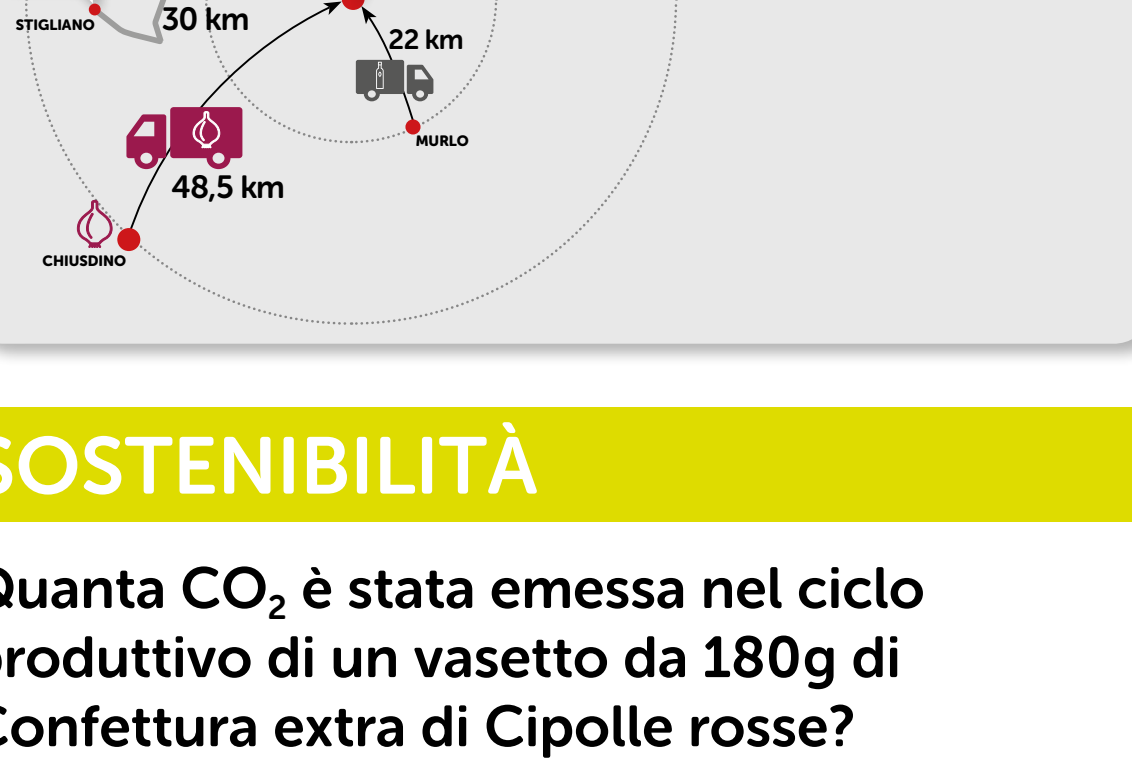 STIGLIANO
30 km
22 km
MURLO
48,5 km
CHIUSDINO
SOSTENIBILITÀ
Quanta CO₂ è stata emessa nel ciclo
produttivo di un vasetto da 180g di
Confettura extra di Cipolle rosse?